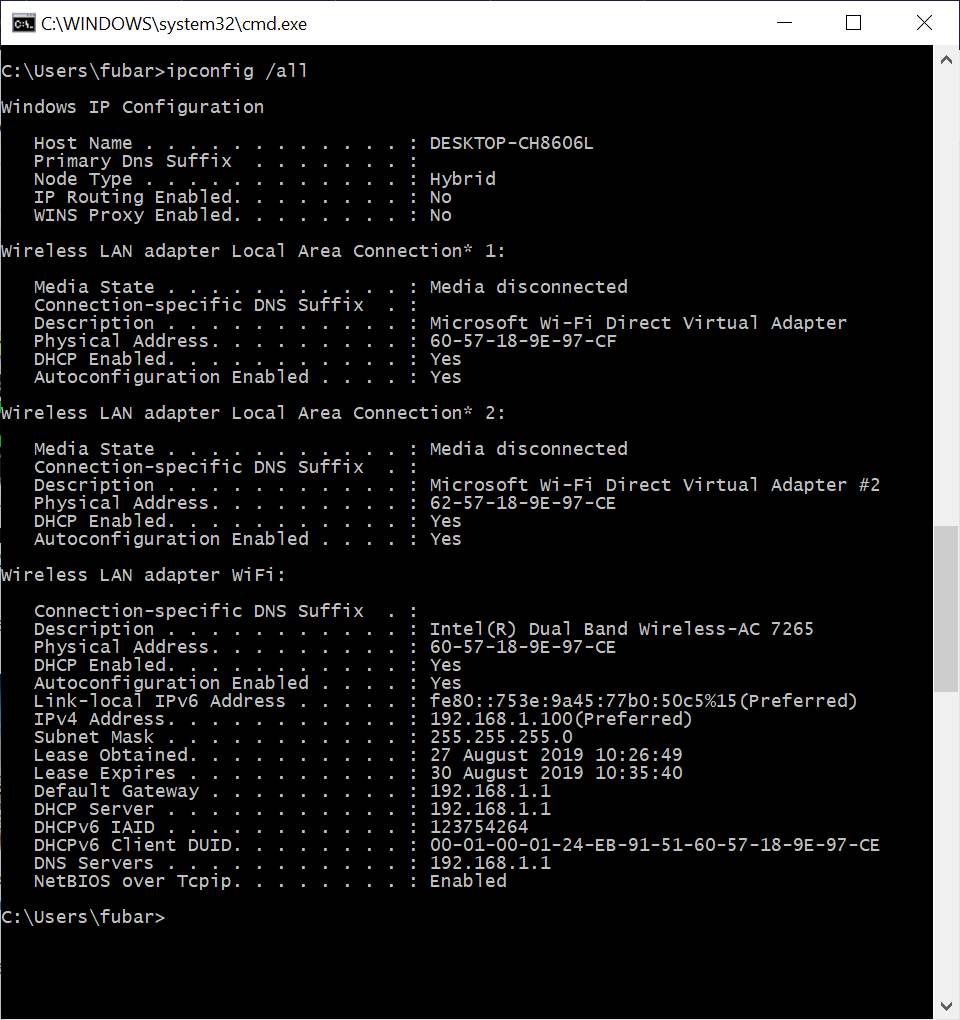 C:\WINDOWS\system32\cmd.exe
C:\Users\fubar>ipconfig /all
Windows IP Configuration
   Host Name . . . . . . . . . . . . : DESKTOP-CH8606L
   Primary Dns Suffix  . . . . . . . :
   Node Type . . . . . . . . . . . . : Hybrid
   IP Routing Enabled. . . . . . . . : No
   WINS Proxy Enabled. . . . . . . . : No
Wireless LAN adapter Local Area Connection* 1:
   Media State . . . . . . . . . . . : Media disconnected
   Connection-specific DNS Suffix  . :
   Description . . . . . . . . . . . : Microsoft Wi-Fi Direct Virtual Adapter
   Physical Address. . . . . . . . . : 60-57-18-9E-97-CF
   DHCP Enabled. . . . . . . . . . . : Yes
   Autoconfiguration Enabled . . . . : Yes
Wireless LAN adapter Local Area Connection* 2:
   Media State . . . . . . . . . . . : Media disconnected
   Connection-specific DNS Suffix  . :
   Description . . . . . . . . . . . : Microsoft Wi-Fi Direct Virtual Adapter #2
   Physical Address. . . . . . . . . : 62-57-18-9E-97-CE
   DHCP Enabled. . . . . . . . . . . : Yes
   Autoconfiguration Enabled . . . . : Yes
Wireless LAN adapter WiFi:
   Connection-specific DNS Suffix  . :
   Description . . . . . . . . . . . : Intel(R) Dual Band Wireless-AC 7265
   Physical Address. . . . . . . . . : 60-57-18-9E-97-CE
   DHCP Enabled. . . . . . . . . . . : Yes
   Autoconfiguration Enabled . . . . : Yes
   Link-local IPv6 Address . . . . . : fe80::753e:9a45:77b0:50c5%15(Preferred)
   IPv4 Address. . . . . . . . . . . : 192.168.1.100(Preferred)
   Subnet Mask . . . . . . . . . . . : 255.255.255.0
   Lease Obtained. . . . . . . . . . : 27 August 2019 10:26:49
   Lease Expires . . . . . . . . . . : 30 August 2019 10:35:40
   Default Gateway . . . . . . . . . : 192.168.1.1
   DHCP Server . . . . . . . . . . . : 192.168.1.1
   DHCPv6 IAID . . . . . . . . . . . : 123754264
   DHCPv6 Client DUID. . . . . . . . : 00-01-00-01-24-EB-91-51-60-57-18-9E-97-CE
   DNS Servers . . . . . . . . . . . : 192.168.1.1
   NetBIOS over Tcpip. . . . . . . . : Enabled
C:\Users\fubar>